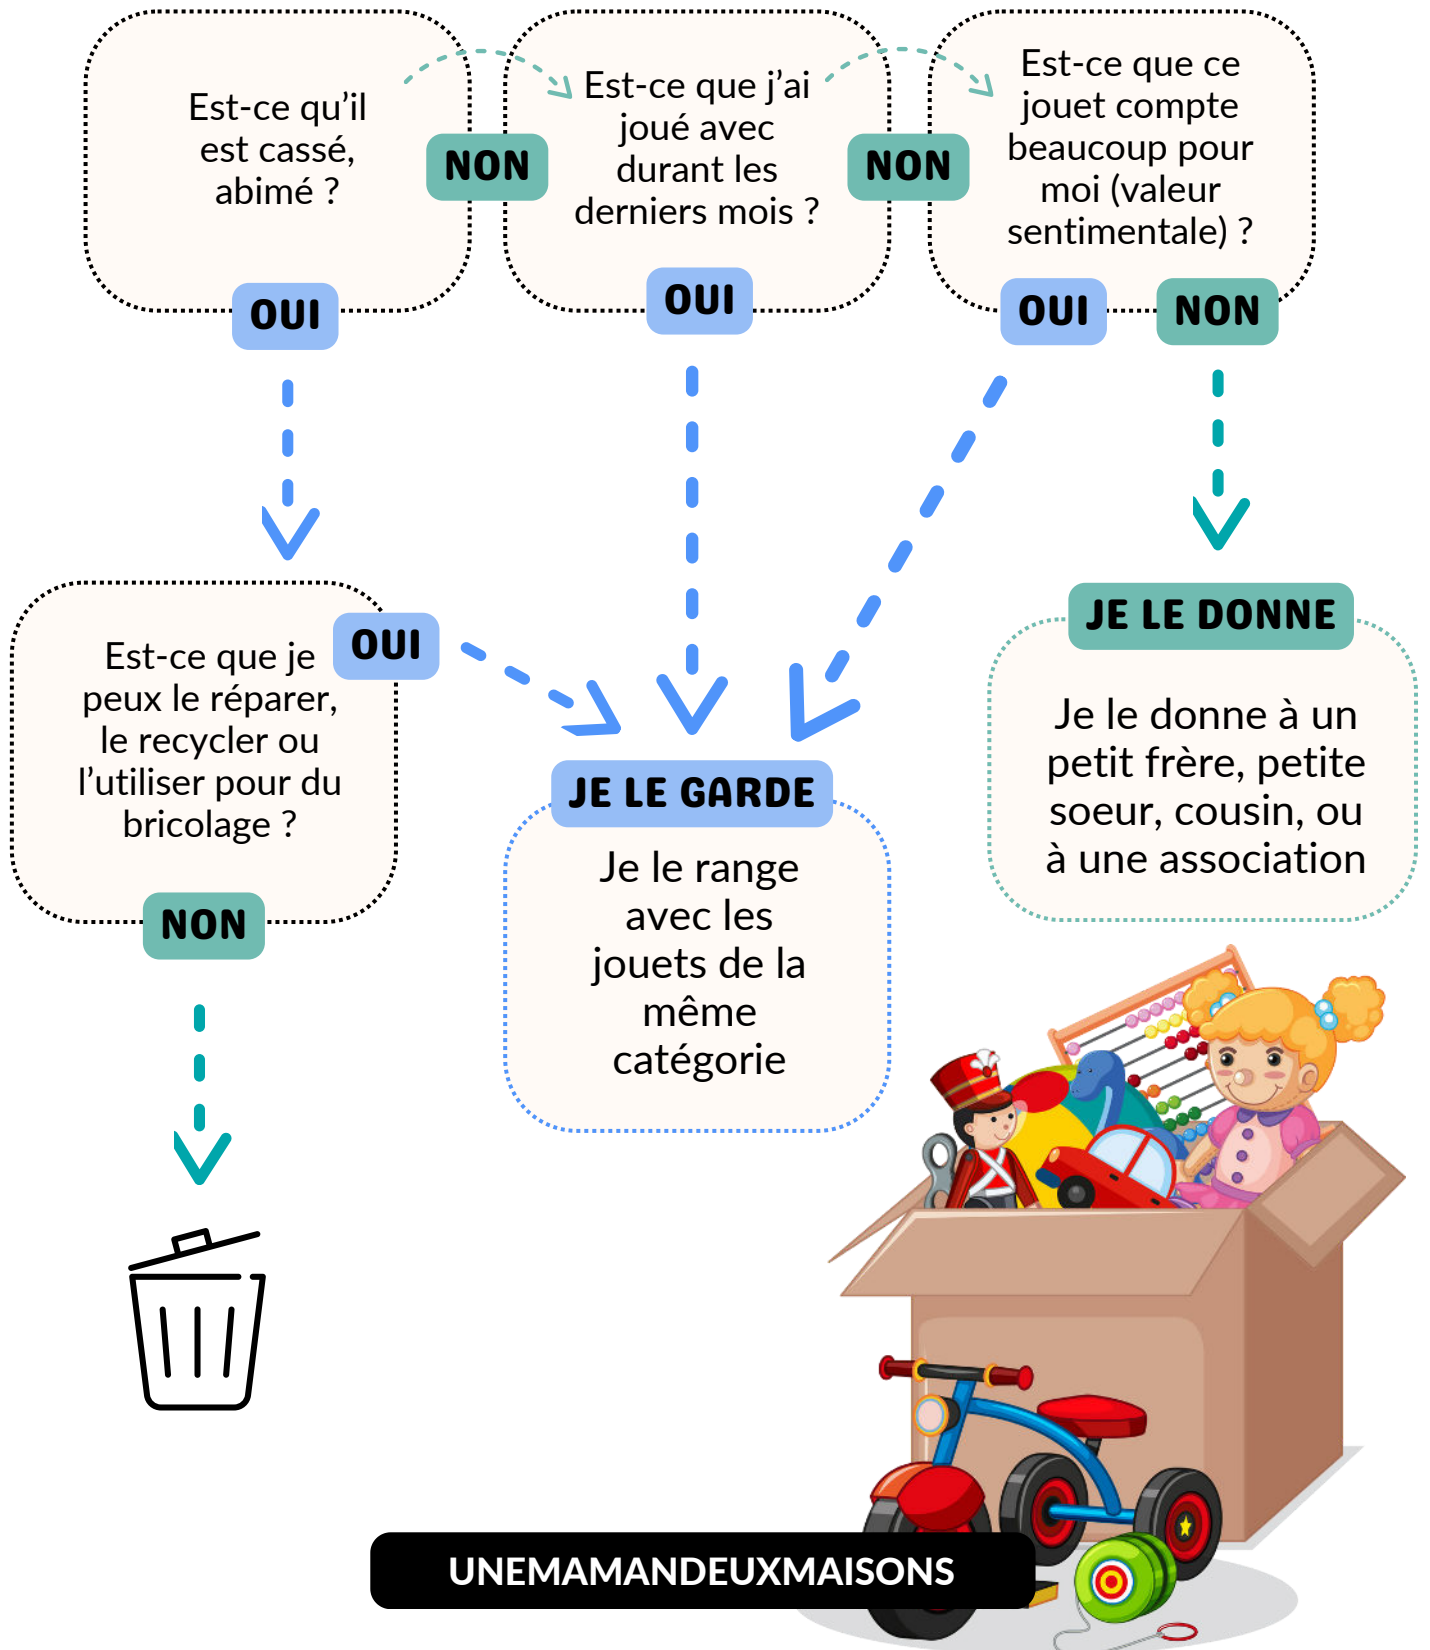 Est-ce qu’il
est cassé,
abimé ?
NON
OUI
Est-ce que j’ai
joué avec
durant les
derniers mois ?
NON
OUI
Est-ce que ce
jouet compte
beaucoup pour
moi (valeur
sentimentale) ?
OUI
NON
Est-ce que je
peux le réparer,
le recycler ou
l’utiliser pour du
bricolage ?
OUI
NON
JE LE GARDE
Je le range
avec les
jouets de la
même
catégorie
JE LE DONNE
Je le donne à un
petit frère, petite
soeur, cousin, ou
à une association
UNEMAMANDEUXMAISONS